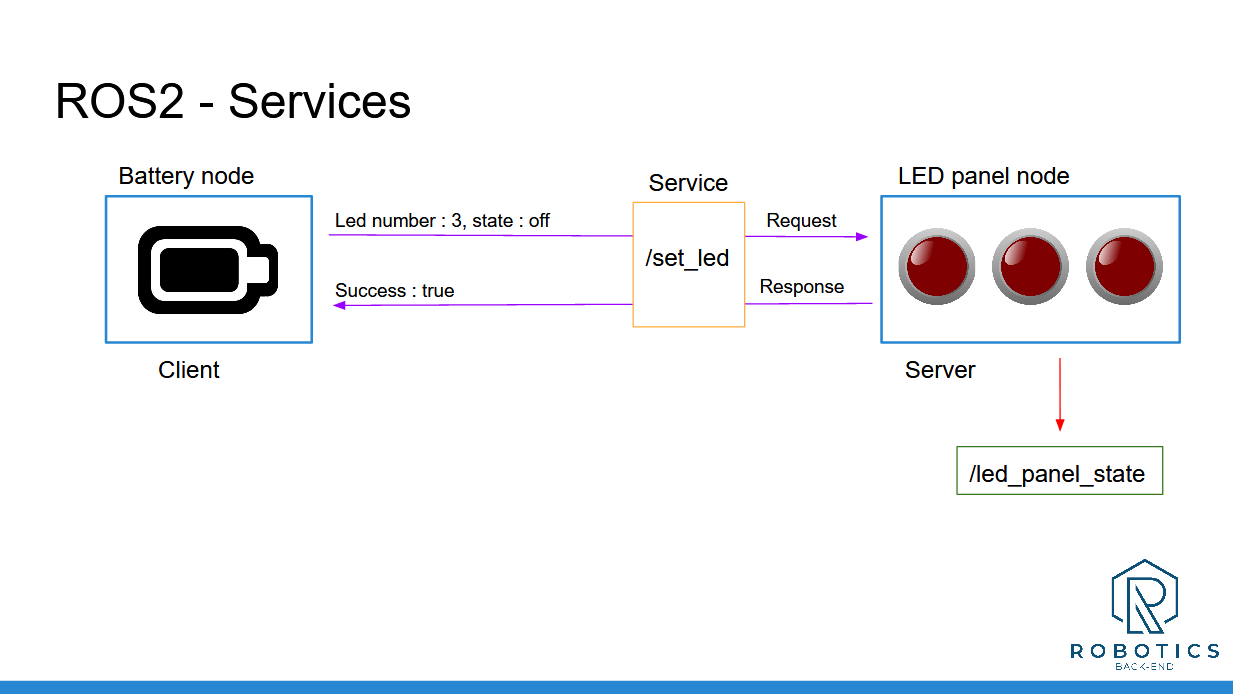 ROS2 - Services
Battery node
Service
LED panel node
Led number : 3, state : off
Request
/set_led
Success : true
Response
Client
Server
/led_panel_state
ROBOTICS
BACK-END